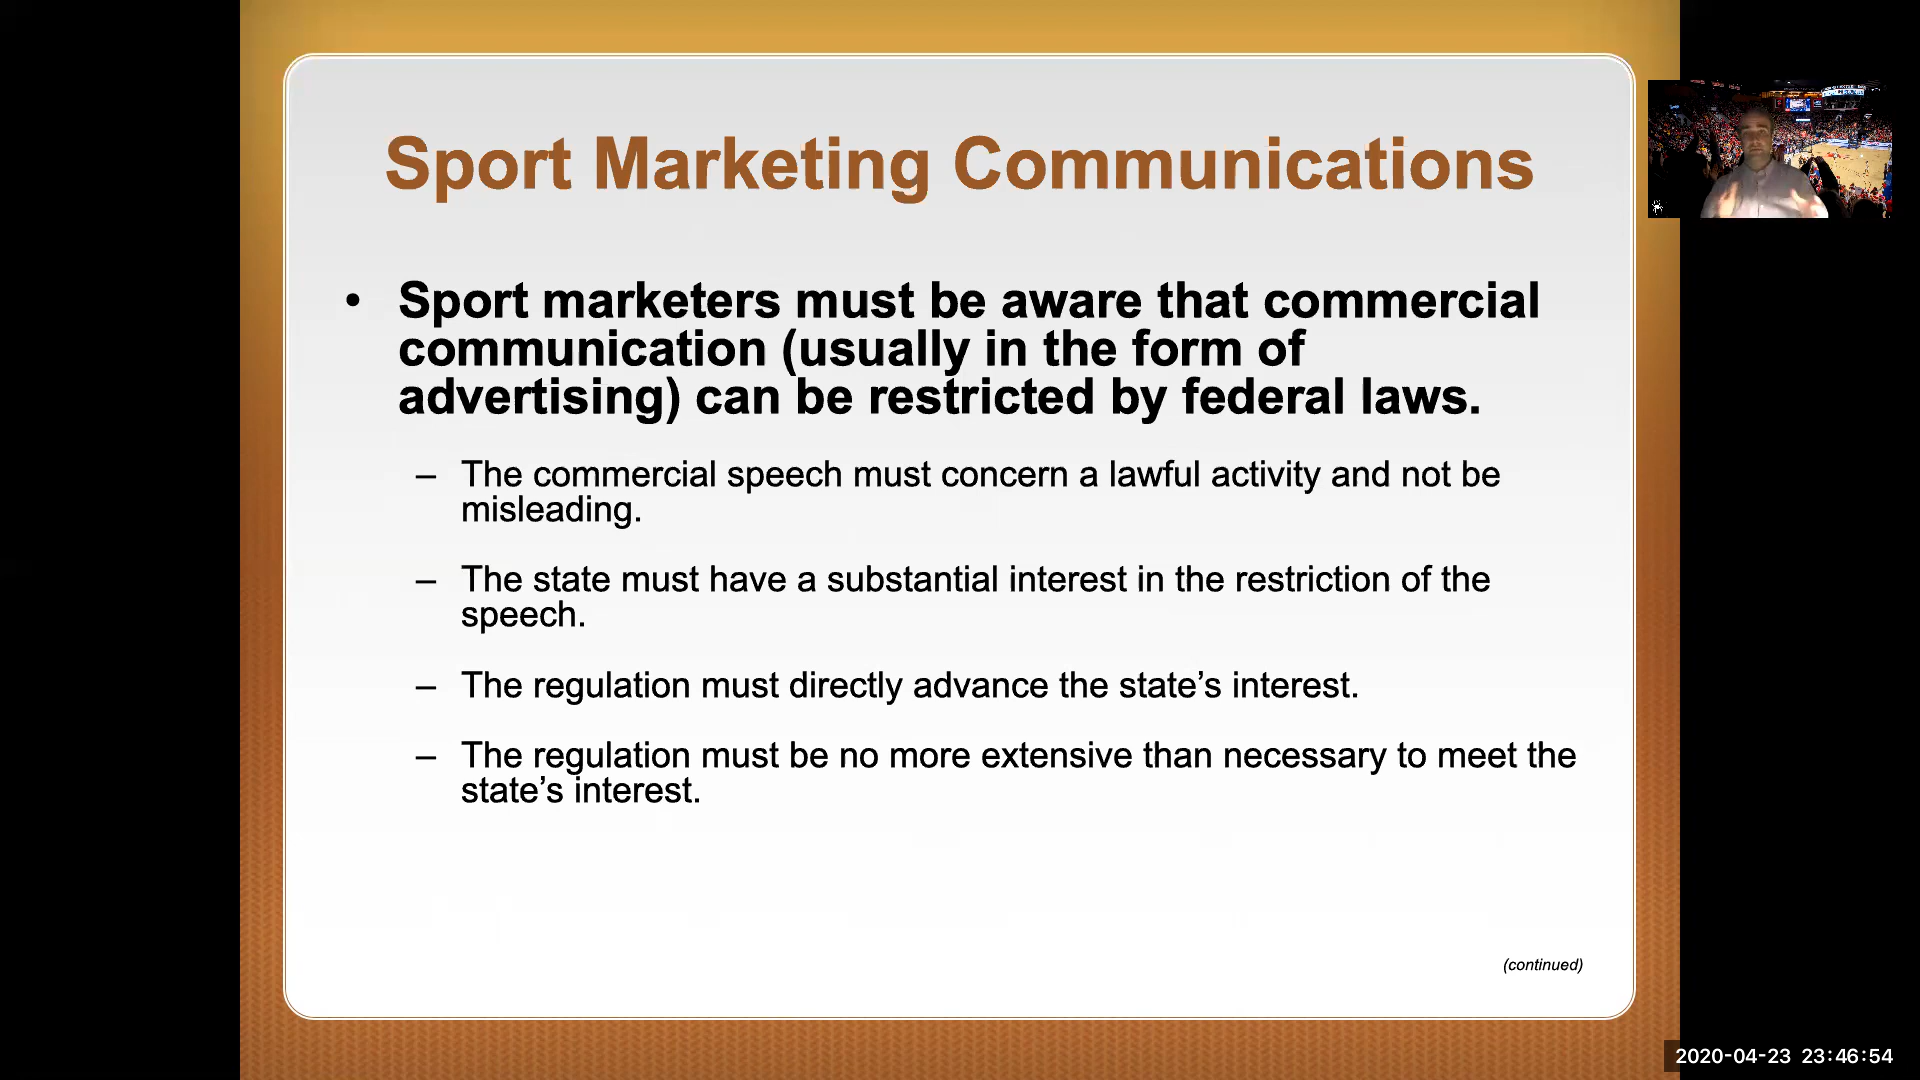 Sport Marketing Communications
• Sport marketers must be aware that commercial
communication (usually in the form of
advertising) can be restricted by federal laws.
– The commercial speech must concern a lawful activity and not be
misleading.
– The state must have a substantial interest in the restriction of the
speech.
– The regulation must directly advance the state’s interest.
– The regulation must be no more extensive than necessary to meet the
state’s interest.
(continued)
2020-04-23 23:46:54